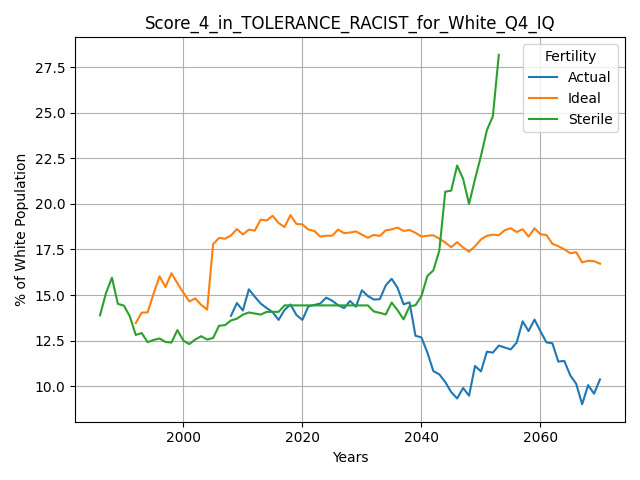 Score_4_in_TOLERANCE_RACIST_for_White_Q4_IQ
Fertility
Actual
Ideal
Sterile
% of White Population
27.5
25.0
22.5
20.0
17.5
15.0
12.5
10.0
2000
2020
2040
2060
Years